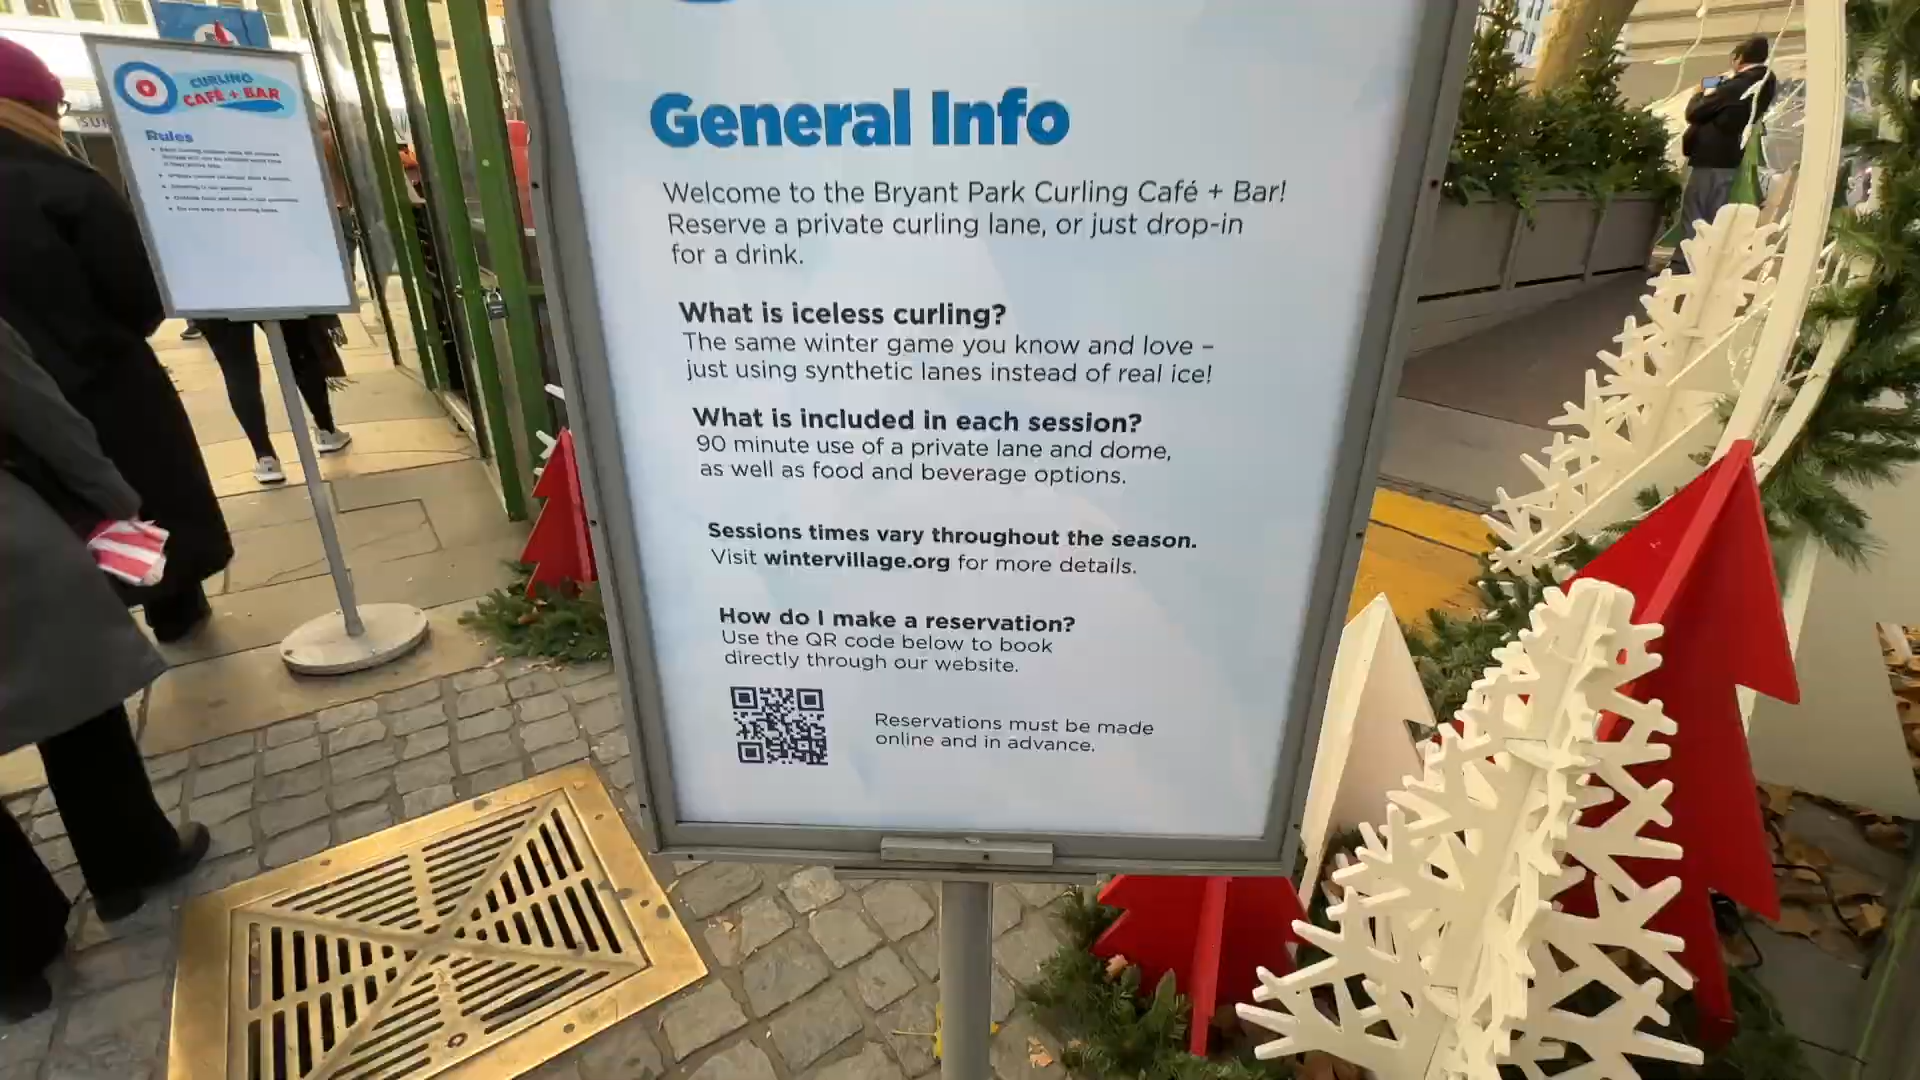 CURLING
CAFÉ + BAR
Rules
General Info
Welcome to the Bryant Park Curling Café + Bar!
Reserve a private curling lane, or just drop-in
for a drink.
What is iceless curling?
The same winter game you know and love –
just using synthetic lanes instead of real ice!
What is included in each session?
90 minute use of a private lane and dome,
as well as food and beverage options.
Sessions times vary throughout the season.
Visit wintervillage.org for more details.
How do I make a reservation?
Use the QR code below to book
directly through our website.
Reservations must be made
online and in advance.